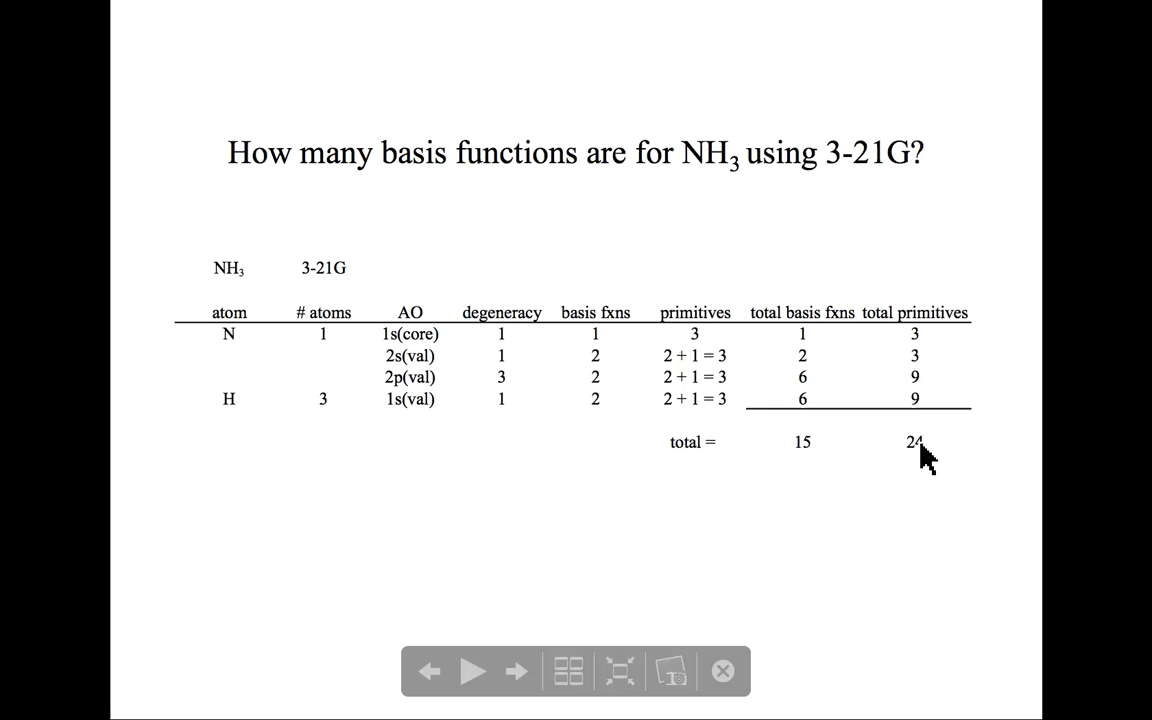 How many basis functions are for NH₃ using 3-21G?
NH₃ 3-21G
atom # atoms AO degeneracy basis fxns primitives total basis fxns total primitives
N 1 1s(core) 1 1 3 1 3
2s(val) 1 2 2 + 1 = 3 2 3
2p(val) 3 2 2 + 1 = 3 6 9
H 3 1s(val) 1 2 2 + 1 = 3 6 9
total = 15 24